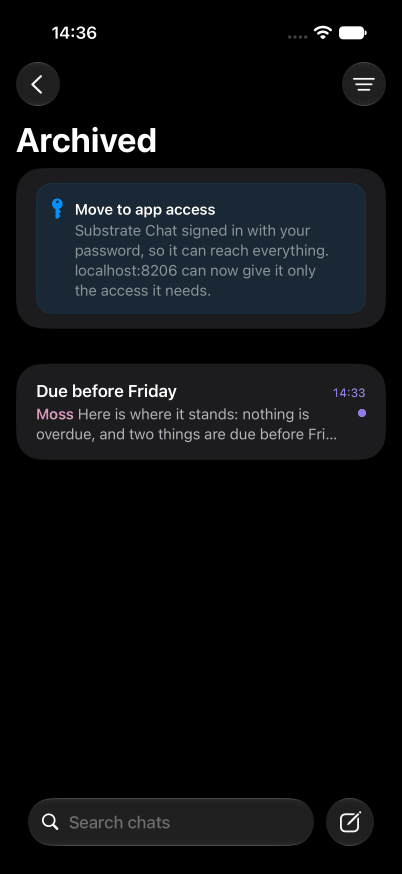 14:36
Archived
Move to app access
Substrate Chat signed in with your
password, so it can reach everything.
localhost:8206 can now give it only
the access it needs.
Due before Friday
14:33
Moss Here is where it stands: nothing is
overdue, and two things are due before Fri...
Search chats